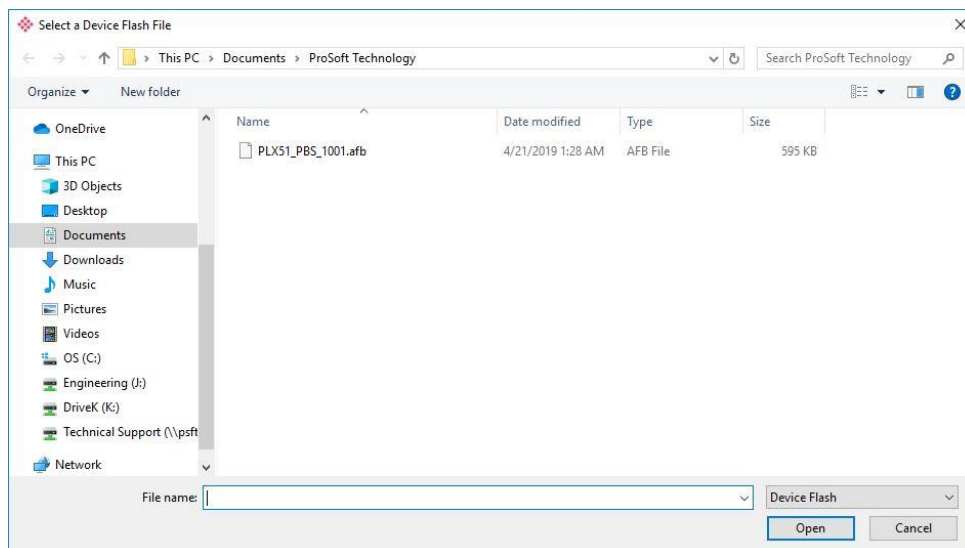 Select a Device Flash File
This PC > Documents > ProSoft Technology
Search ProSoft Technology
Organize New folder
Name Date modified Type Size
PLX51_PBS_1001.afb 4/21/2019 1:28 AM AFB File 595 KB
OneDrive
This PC
3D Objects
Desktop
Documents
Downloads
Music
Pictures
Videos
OS (C:)
Engineering (J:)
DriveK (K:)
Technical Support (\\psft
Network
File name: Device Flash
Open Cancel